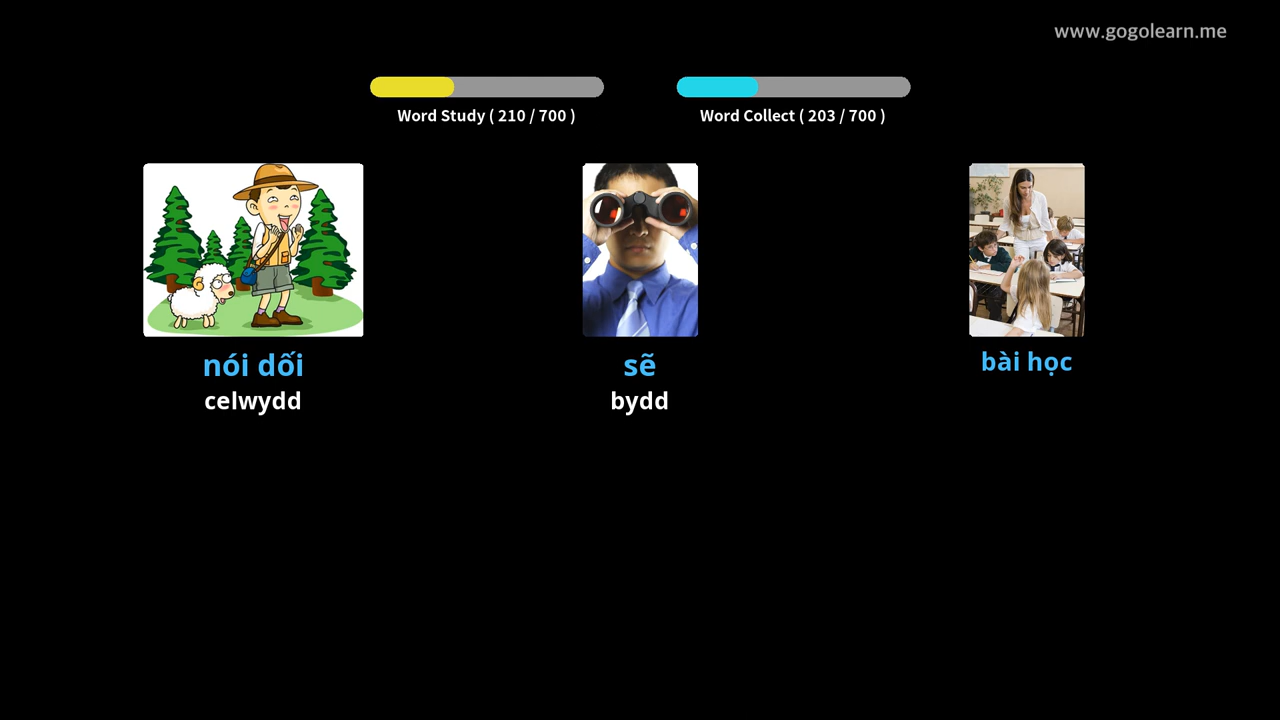 www.gogolearn.me
Word Study ( 210 / 700 )
Word Collect ( 203 / 700 )
nói dối
celwydd
sẽ
bydd
bài học